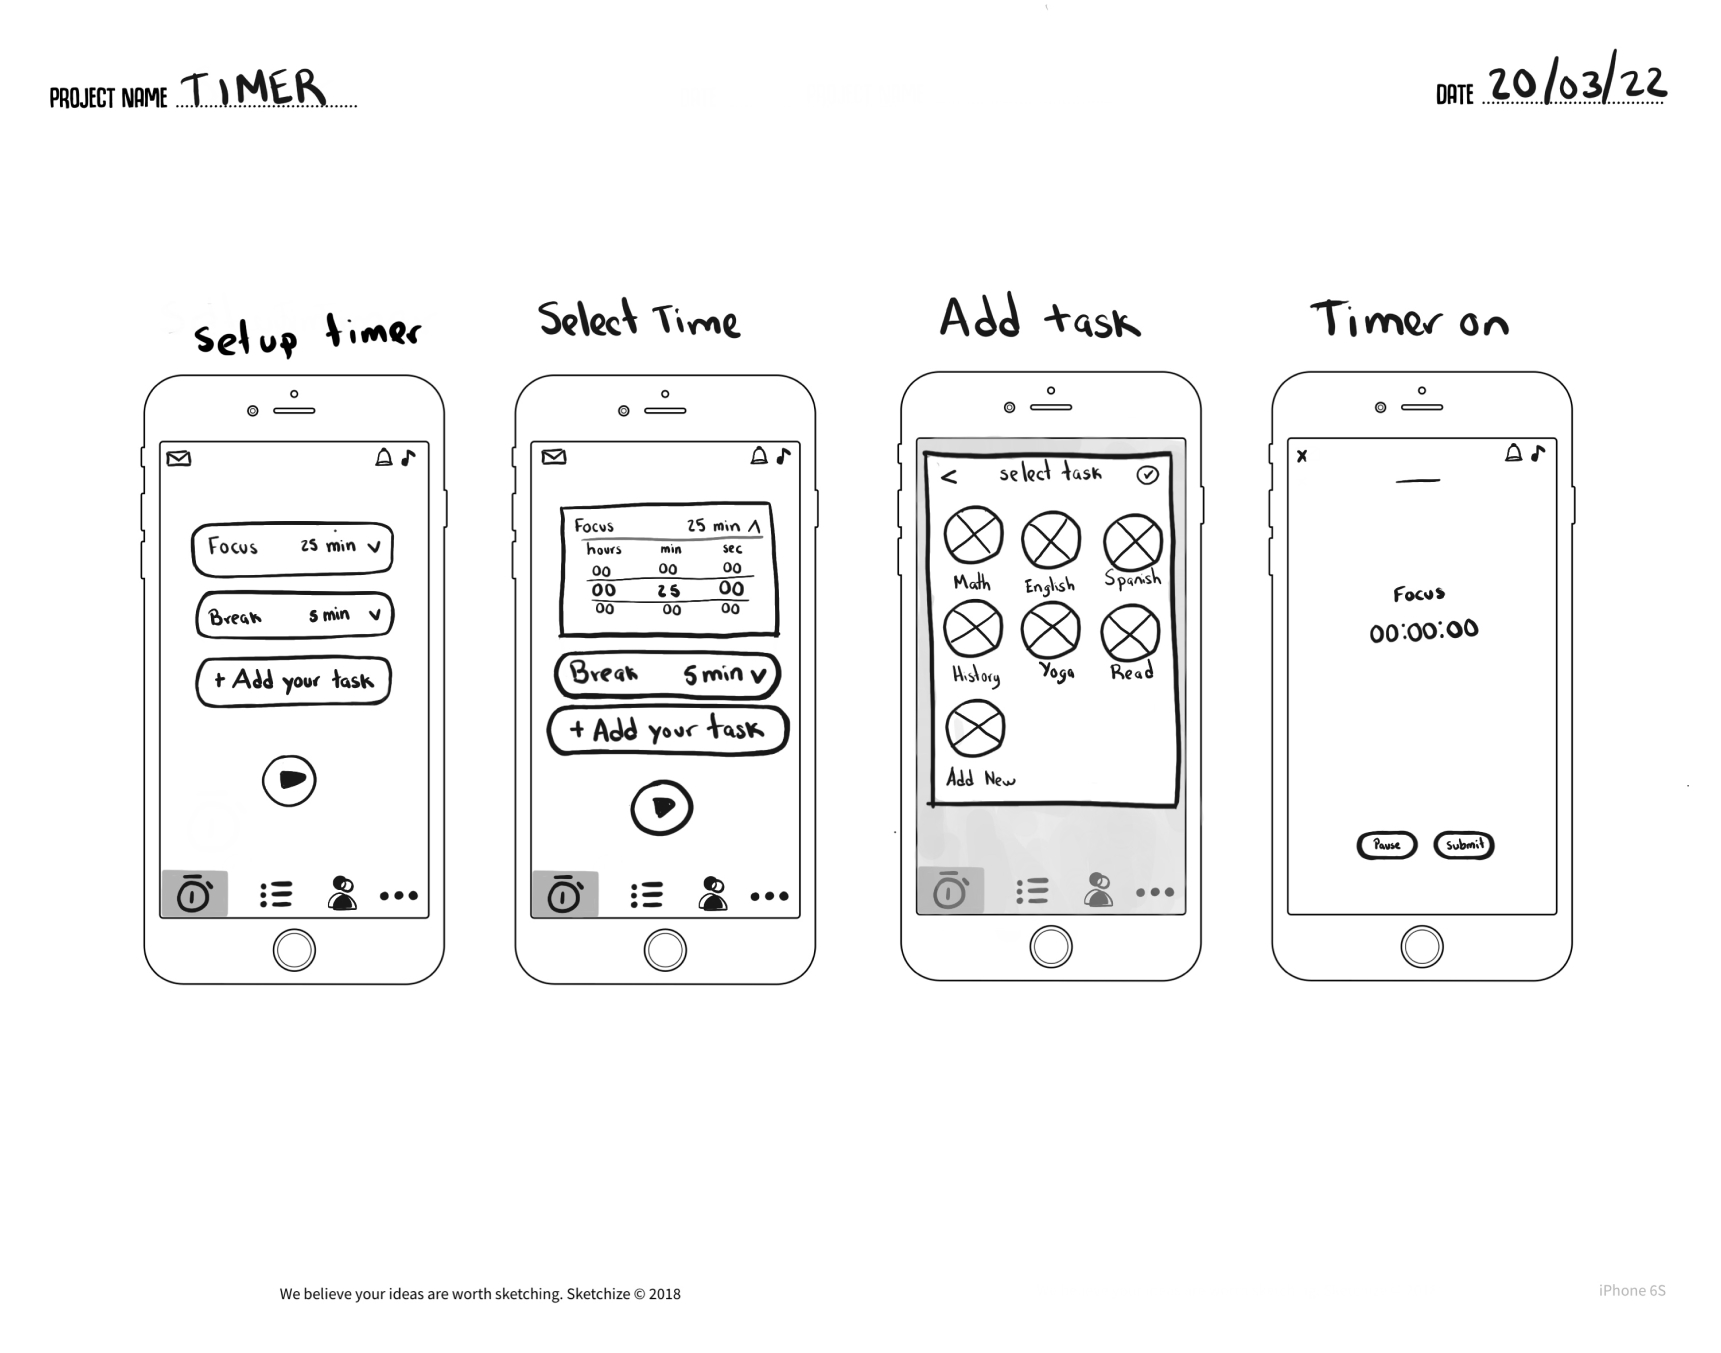 PROJECT NAME TIMER
DATE 20/03/22
Setup timer
Focus 25 min
Break 5 min
+ Add your task
Select Time
Focus 25 min
hours min sec
00 00 00
00 25 00
00 00 00
Break 5 min
+ Add your task
Add task
select task
Math English Spanish
History Yoga Read
Add New
Timer on
Focus
00:00:00
Pause Submit
We believe your ideas are worth sketching. Sketchize © 2018
iPhone 6S